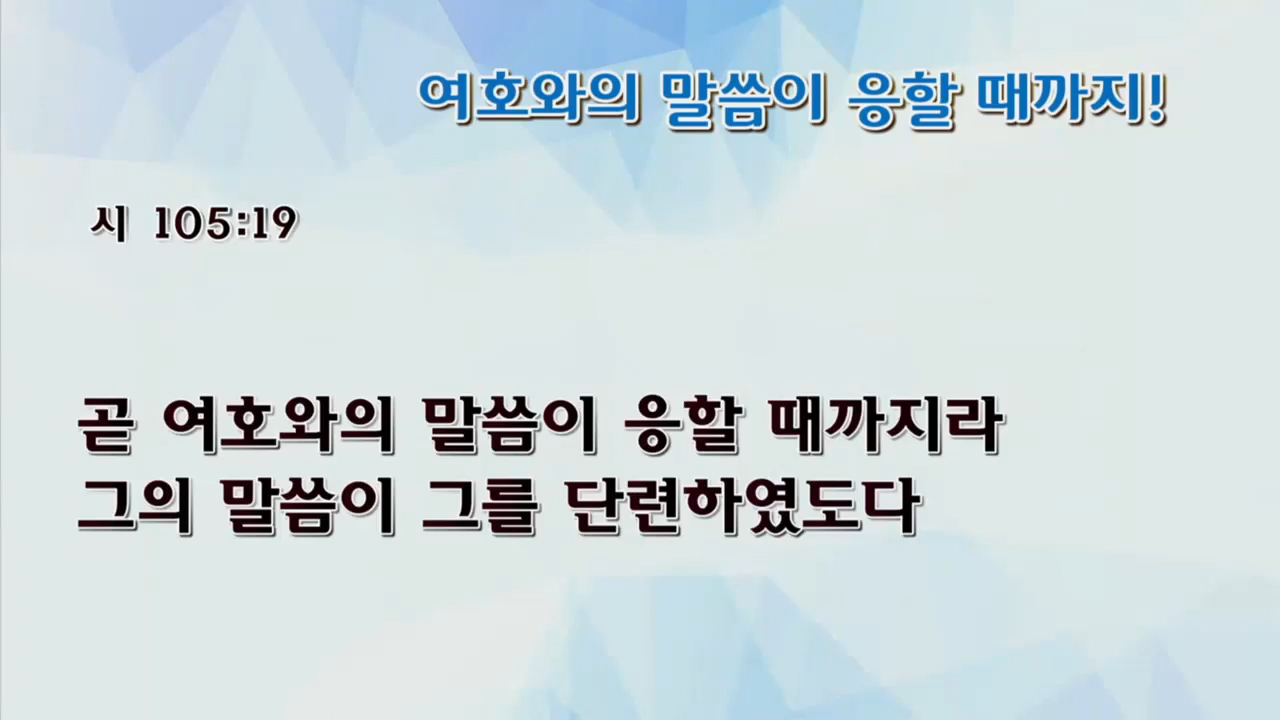 여호와의 말씀이 응할 때까지!
시 105:19
곧 여호와의 말씀이 응할 때까지라
그의 말씀이 그를 단련하였도다